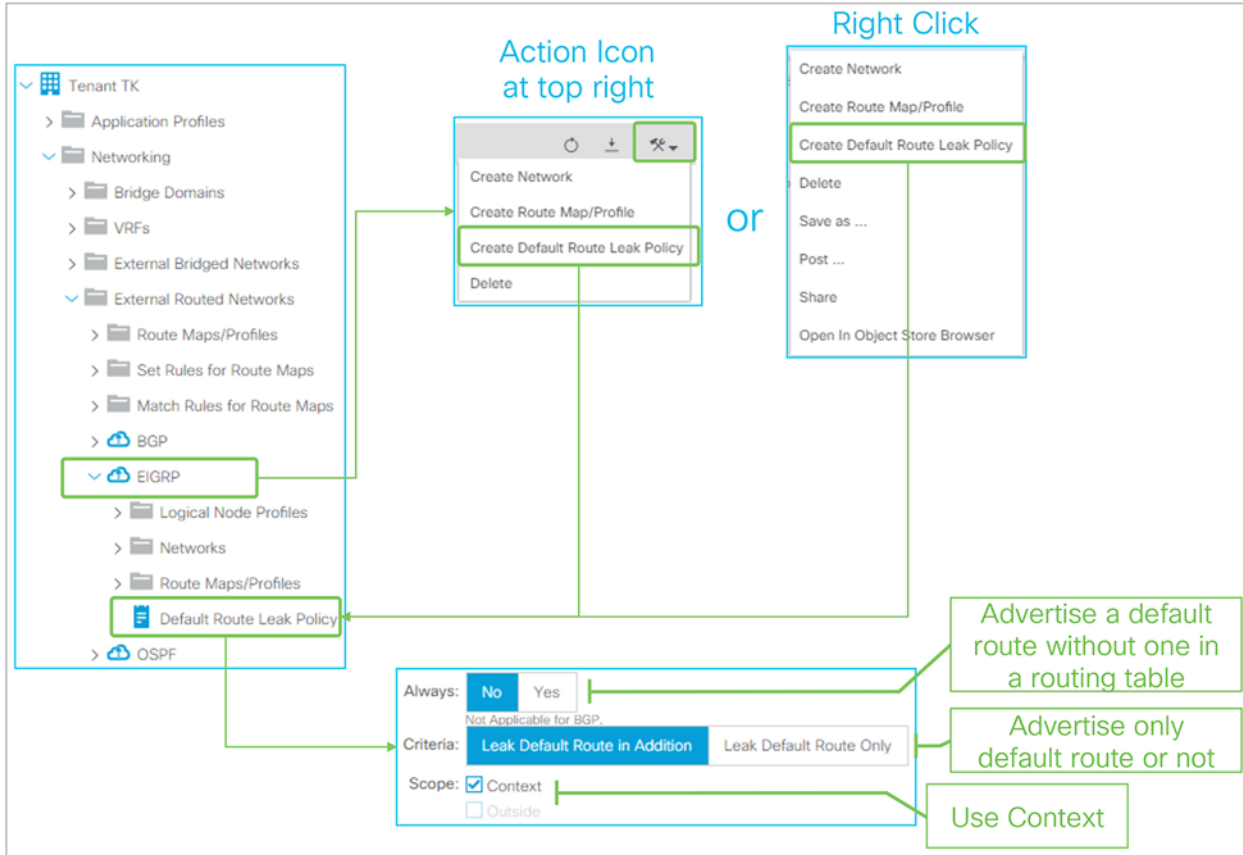 Right Click
Action Icon
at top right
Tenant TK
Application Profiles
Networking
Bridge Domains
VRFs
External Bridged Networks
External Routed Networks
Route Maps/Profiles
Set Rules for Route Maps
Match Rules for Route Maps
BGP
EIGRP
Logical Node Profiles
Networks
Route Maps/Profiles
Default Route Leak Policy
OSPF
Create Network
Create Route Map/Profile
Create Default Route Leak Policy
Delete
or
Create Network
Create Route Map/Profile
Create Default Route Leak Policy
Delete
Save as ...
Post ...
Share
Open In Object Store Browser
Always: No Yes
Not Applicable for BGP.
Criteria: Leak Default Route in Addition Leak Default Route Only
Scope: Context
Outside
Advertise a default
route without one in
a routing table
Advertise only
default route or not
Use Context